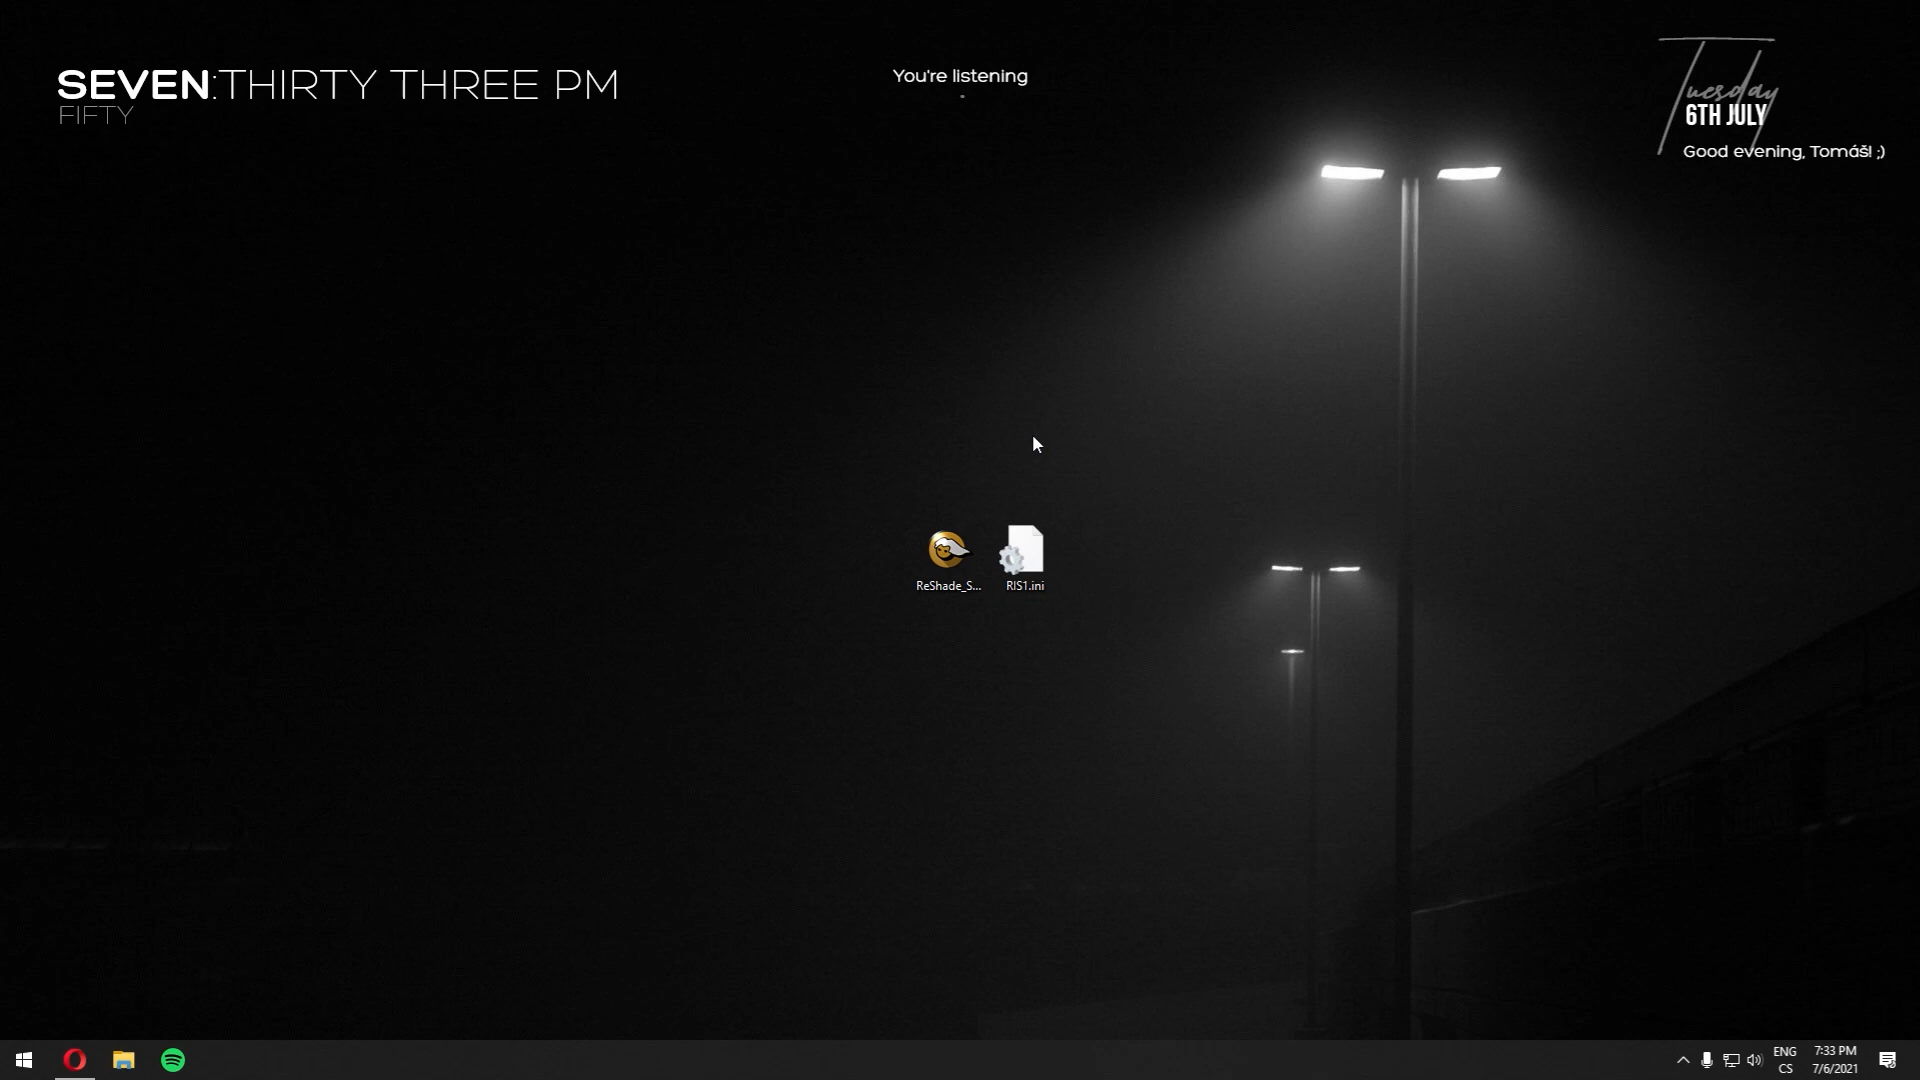 SEVEN:THIRTY THREE PM
FIFTY
You're listening
-
Tuesday
6TH JULY
Good evening, Tomáš! ;)
ReShade_S...
RIS1.ini
ENG
CS
7:33 PM
7/6/2021